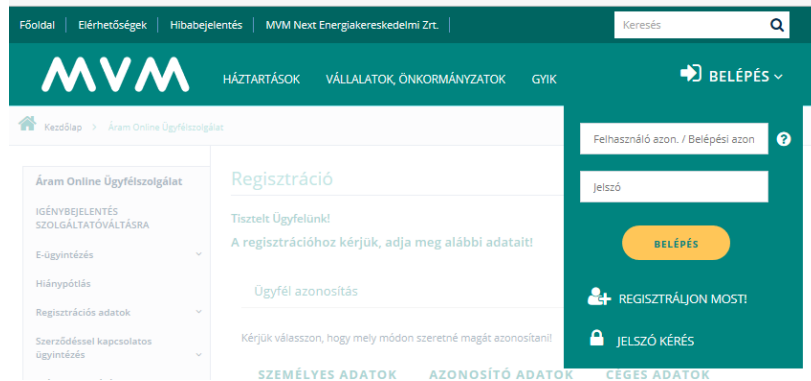 Főoldal Elérhetőségek Hibabejelentés MVM Next Energiakereskedelmi Zrt. Keresés
MVM HÁZTARTÁSOK VÁLLALATOK, ÖNKORMÁNYZATOK GYIK BELÉPÉS
Kezdőlap > Áram Online Ügyfélszolgálat
Felhasználó azon. / Belépési azon ?
Jelszó
BELÉPÉS
REGISZTRÁLJON MOST!
JELSZÓ KÉRÉS
Áram Online Ügyfélszolgálat
IGÉNYBEJELENTÉS
SZOLGÁLTATÓVÁLTÁSRA
E-ügyintézés
Hiánypótlás
Regisztrációs adatok
Szerződéssel kapcsolatos
ügyintézés
Regisztráció
Tisztelt Ügyfelünk!
A regisztrációhoz kérjük, adja meg alábbi adatait!
Ügyfél azonosítás
Kérjük válasszon, hogy mely módon szeretné magát azonosítani!
SZEMÉLYES ADATOK AZONOSÍTÓ ADATOK CÉGES ADATOK